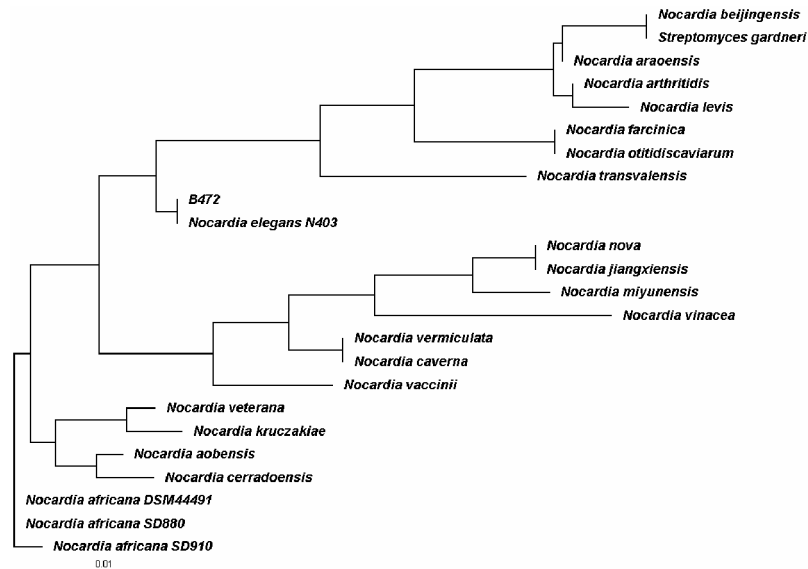 Nocardia beijingensis
Streptomyces gardneri
Nocardia araoensis
Nocardia arthritidis
Nocardia levis
Nocardia farcinica
Nocardia otitidiscaviarum
Nocardia transvalensis
B472
Nocardia elegans N403
Nocardia nova
Nocardia jiangxiensis
Nocardia miyunensis
Nocardia vinacea
Nocardia vermiculata
Nocardia caverna
Nocardia vaccinii
Nocardia veterana
Nocardia kruczakiae
Nocardia aobensis
Nocardia cerradoensis
Nocardia africana DSM44491
Nocardia africana SD880
Nocardia africana SD910
0.01